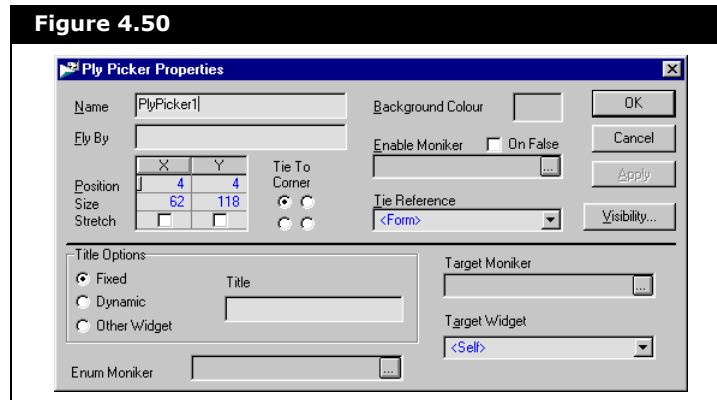 Figure 4.50
Ply Picker Properties
Name PlyPicker1 Background Colour OK
Fly By Enable Moniker On False Cancel
X Y Tie To Corner ... Apply
Position 4 4
Size 62 118 Tie Reference
Stretch <Form> Visibility...
Title Options
Fixed Title Target Moniker
Dynamic ...
Other Widget Target Widget
<Self>
Enum Moniker ...